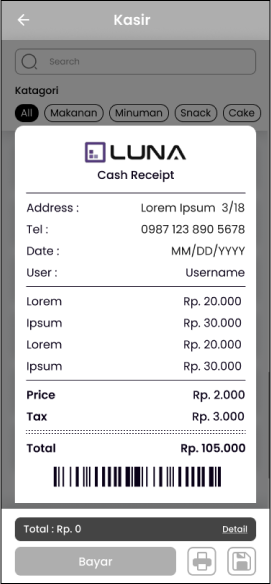 Kasir
Search
Katagori
All Makanan Minuman Snack Cake
LUNA
Cash Receipt
Address : Lorem Ipsum 3/18
Tel : 0987 123 890 5678
Date : MM/DD/YYYY
User : Username
Lorem Rp. 20.000
Ipsum Rp. 30.000
Lorem Rp. 20.000
Ipsum Rp. 30.000
Price Rp. 2.000
Tax Rp. 3.000
Total Rp. 105.000
Total : Rp. 0 Detail
Bayar